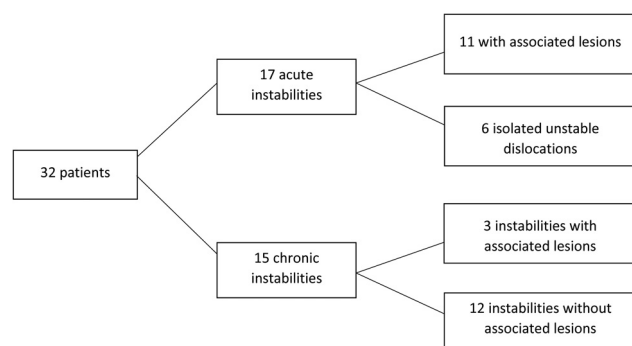 32 patients
17 acute
instabilities
11 with associated lesions
6 isolated unstable
dislocations
15 chronic
instabilities
3 instabilities with
associated lesions
12 instabilities without
associated lesions